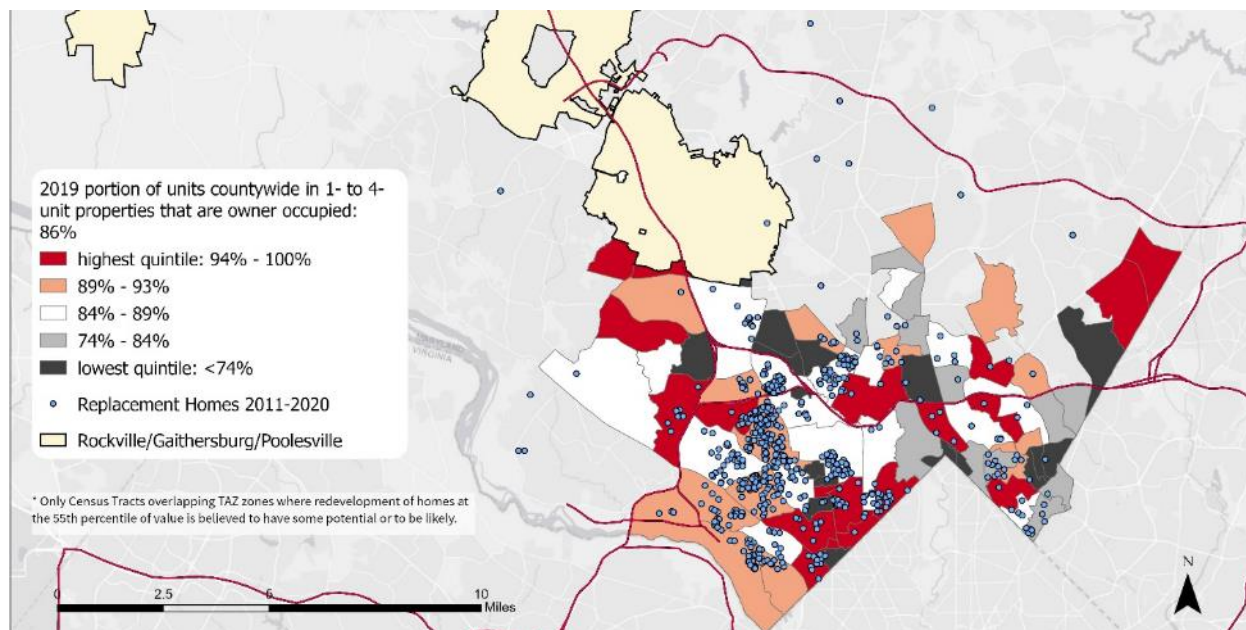 2019 portion of units countywide in 1- to 4-
unit properties that are owner occupied:
86%
highest quintile: 94% - 100%
89% - 93%
84% - 89%
74% - 84%
lowest quintile: <74%
Replacement Homes 2011-2020
Rockville/Gaithersburg/Poolesville
* Only Census Tracts overlapping TAZ zones where redevelopment of homes at
the 55th percentile of value is believed to have some potential or to be likely.
MARYLAND
VIRGINIA
N
0 2.5 5 10
Miles